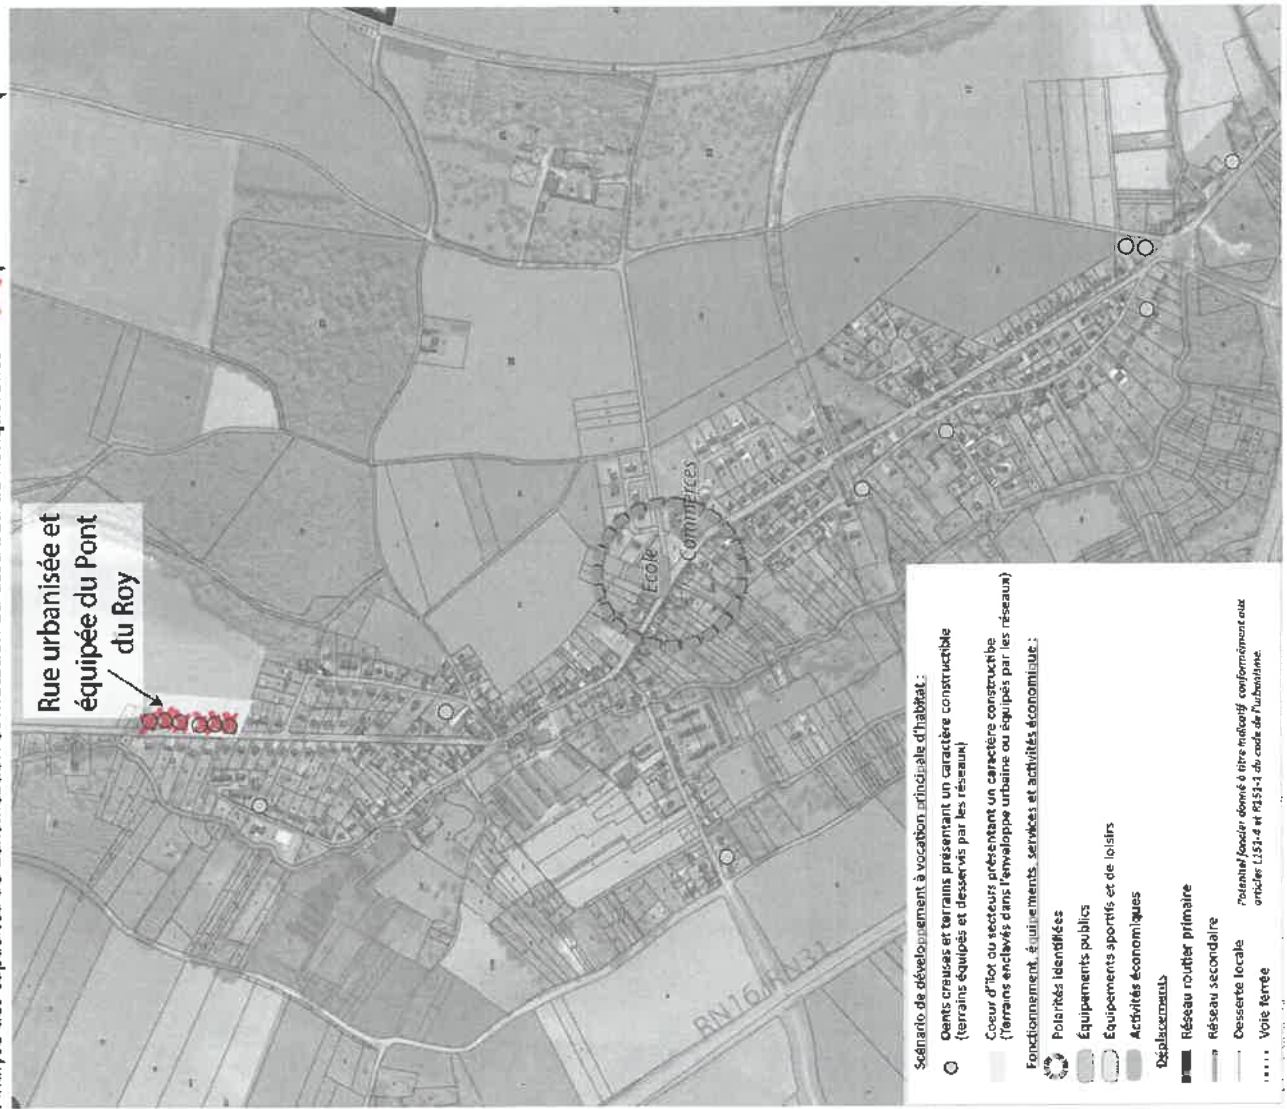 Rue urbanisée et
équipée du Pont
du Roy
Ecole
Commerces
RN16/RN31
Scénario de développement à vocation principale d'habitat :
Dents creuses et terrains présentant un caractère constructible
(terrains équipés et desservis par les réseaux)
Coeur d'îlot ou secteurs présentant un caractère constructibe
(Terrains enclavés dans l'enveloppe urbaine ou équipés par les réseaux)
Fonctionnement, équipements, services et activités économique :
Polarités identifiées
Équipements publics
Équipements sportifs et de loisirs
Activités économiques
Déplacements
Réseau routier primaire
Réseau secondaire
Desserte locale
Voie ferrée
Potentiel foncier donné à titre indicatif conformément aux
articles L151-4 et R151-1 du code de l'urbanisme.